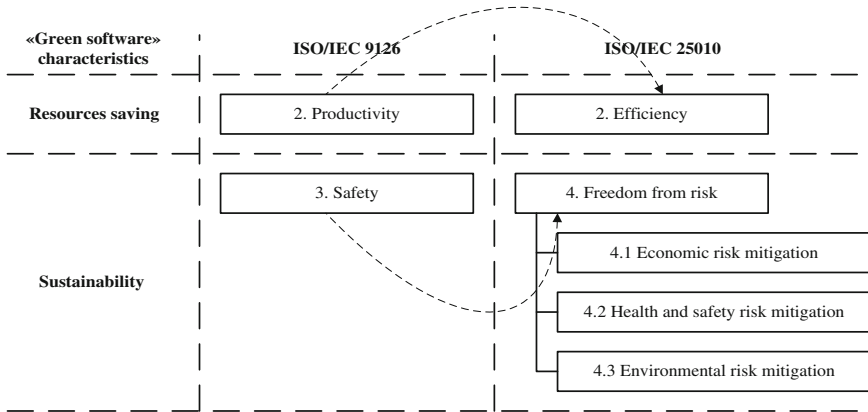 «Green software»
characteristics
ISO/IEC 9126
ISO/IEC 25010
Resources saving
2. Productivity
2. Efficiency
Sustainability
3. Safety
4. Freedom from risk
4.1 Economic risk mitigation
4.2 Health and safety risk mitigation
4.3 Environmental risk mitigation